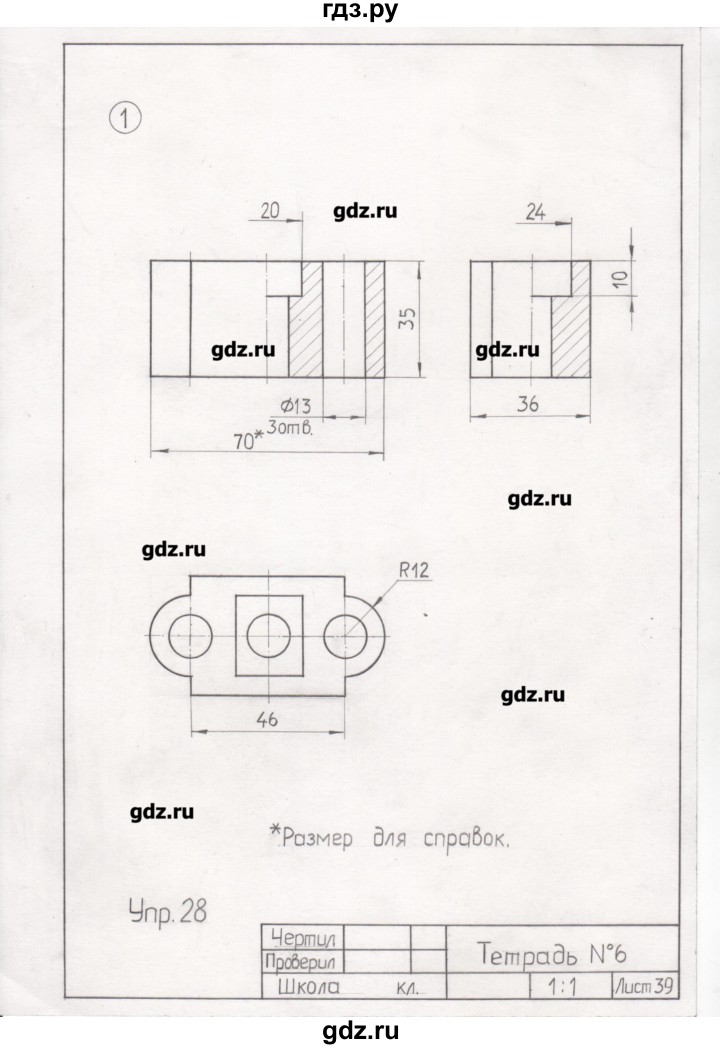 гдз.ру
1
20
gdz.ru
24
10
35
gdz.ru
gdz.ru
Ф13
3отв.
36
70*
gdz.ru
gdz.ru
R12
gdz.ru
46
gdz.ru
*Размер для справок.
Упр. 28
Чертил
Проверил
Тетрадь №6
Школа кл.
1:1
Лист 39
gdz.ru